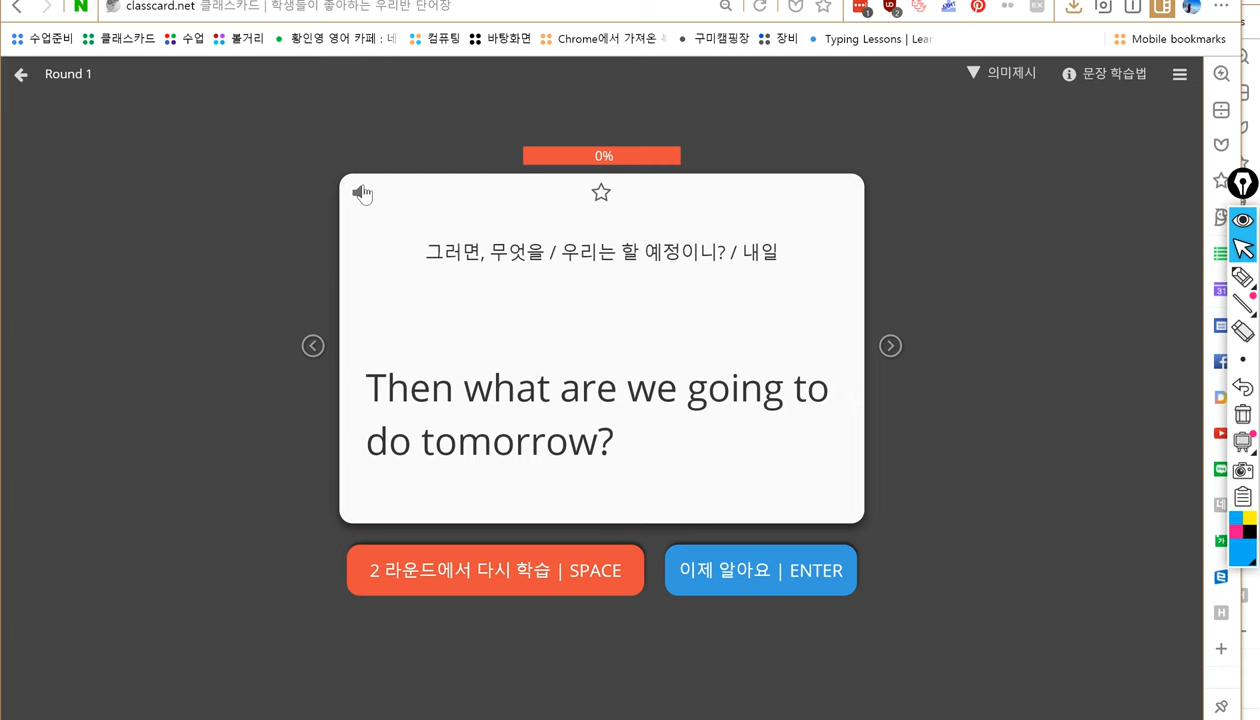 classcard.net 클래스카드 | 학생들이 좋아하는 우리반 단어장
수업준비 클래스카드 수업 볼거리 황인영 영어 카페 : 네 컴퓨팅 바탕화면 Chrome에서 가져온 구미캠핑장 장비 Typing Lessons | Lear Mobile bookmarks
Round 1
의미제시 문장 학습법
0%
그러면, 무엇을 / 우리는 할 예정이니? / 내일
Then what are we going to
do tomorrow?
2 라운드에서 다시 학습 | SPACE
이제 알아요 | ENTER